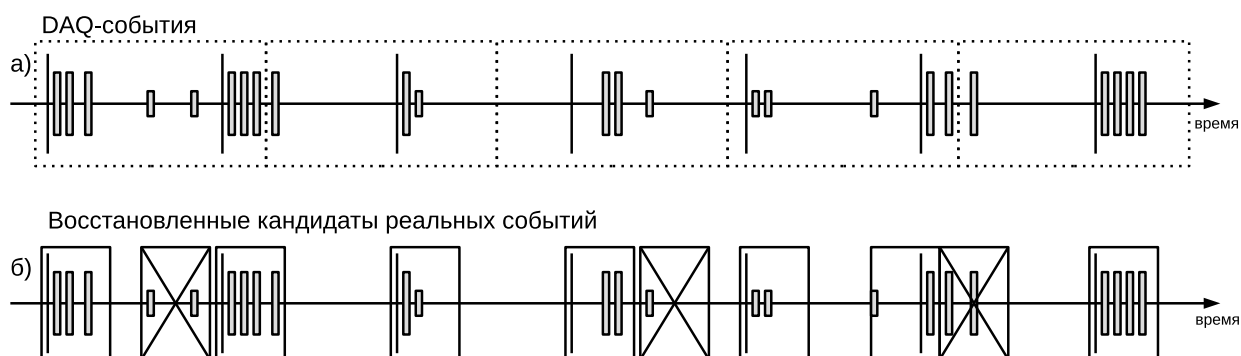 DAQ-события
а)
время
Восстановленные кандидаты реальных событий
б)
время